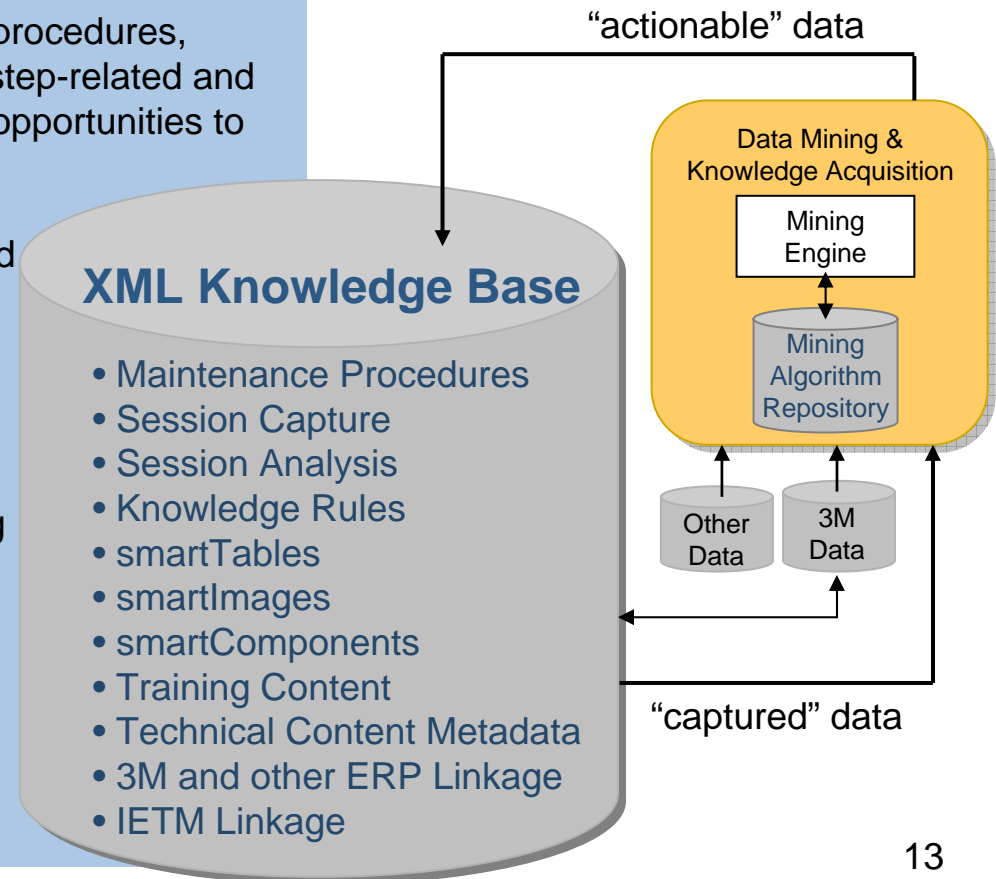 procedures,
step-related and
opportunities to
d
g
“actionable” data
Data Mining &
Knowledge Acquisition
Mining
Engine
Mining
Algorithm
Repository
Other
Data
3M
Data
“captured” data
XML Knowledge Base
• Maintenance Procedures
• Session Capture
• Session Analysis
• Knowledge Rules
• smartTables
• smartImages
• smartComponents
• Training Content
• Technical Content Metadata
• 3M and other ERP Linkage
• IETM Linkage
13